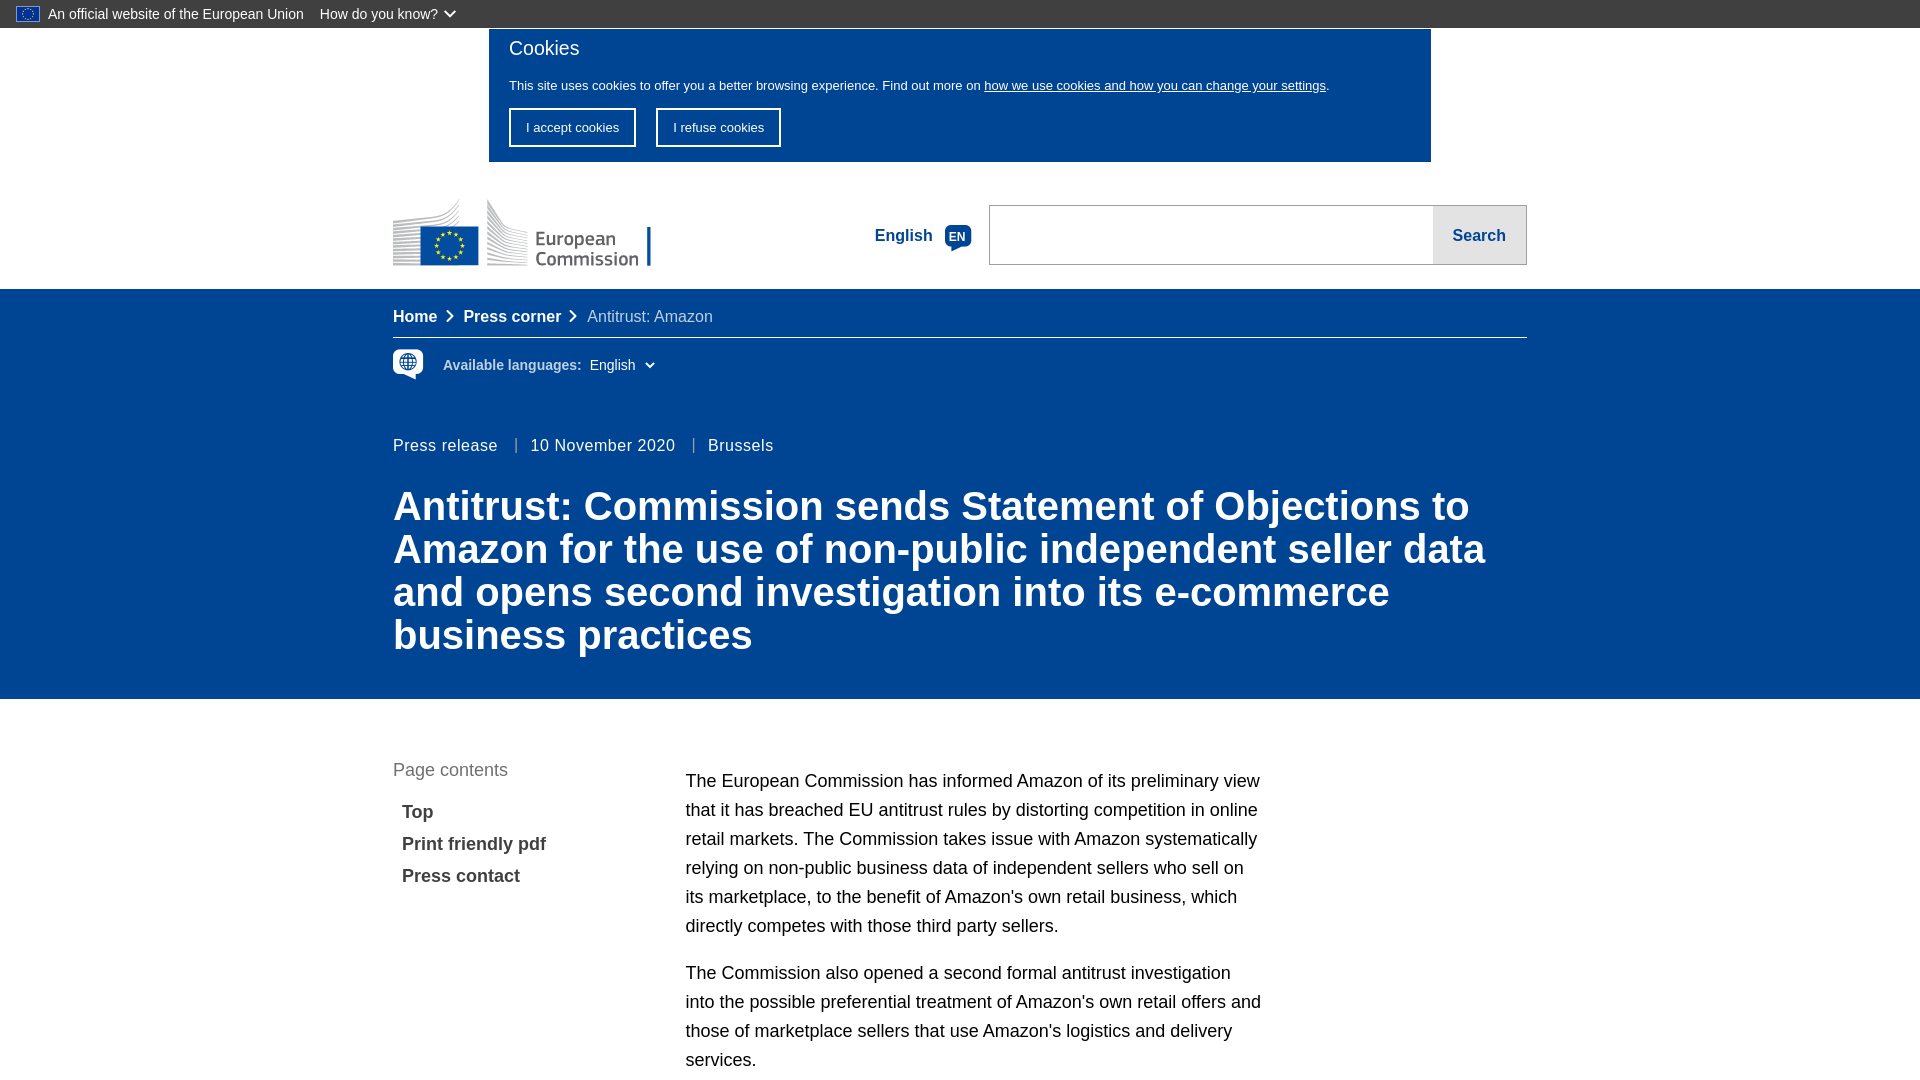 An official website of the European Union How do you know?
Cookies
This site uses cookies to offer you a better browsing experience. Find out more on how we use cookies and how you can change your settings.
I accept cookies I refuse cookies
European
Commission
English EN Search
Home Press corner Antitrust: Amazon
Available languages: English
Press release | 10 November 2020 | Brussels
Antitrust: Commission sends Statement of Objections to
Amazon for the use of non-public independent seller data
and opens second investigation into its e-commerce
business practices
Page contents
Top
Print friendly pdf
Press contact
The European Commission has informed Amazon of its preliminary view
that it has breached EU antitrust rules by distorting competition in online
retail markets. The Commission takes issue with Amazon systematically
relying on non-public business data of independent sellers who sell on
its marketplace, to the benefit of Amazon's own retail business, which
directly competes with those third party sellers.
The Commission also opened a second formal antitrust investigation
into the possible preferential treatment of Amazon's own retail offers and
those of marketplace sellers that use Amazon's logistics and delivery
services.